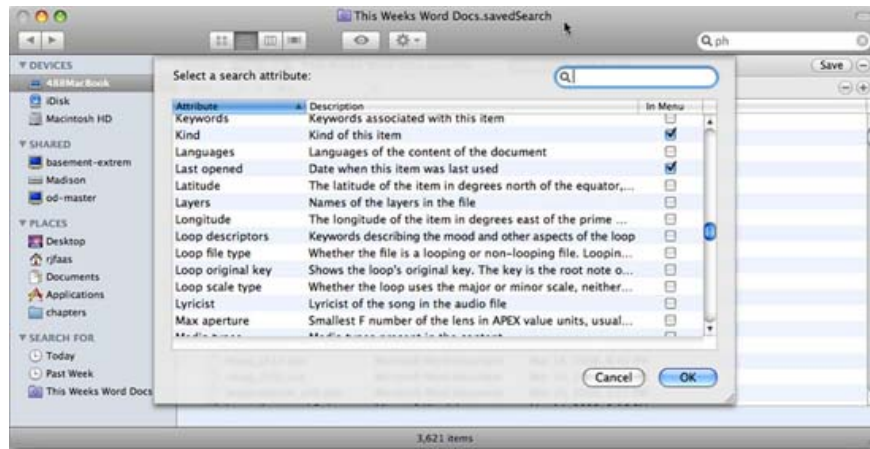 This Weeks Word Docs.savedSearch
ph
Save
▼ DEVICES
488MacBook
iDisk
Macintosh HD
▼ SHARED
basement-extrem
Madison
od-master
▼ PLACES
Desktop
rjfaas
Documents
Applications
chapters
▼ SEARCH FOR
Today
Past Week
This Weeks Word Docs
Select a search attribute:
Attribute Description In Menu
Keywords Keywords associated with this item
Kind Kind of this item
Languages Languages of the content of the document
Last opened Date when this item was last used
Latitude The latitude of the item in degrees north of the equator,...
Layers Names of the layers in the file
Longitude The longitude of the item in degrees east of the prime ...
Loop descriptors Keywords describing the mood and other aspects of the loop
Loop file type Whether the file is a looping or non-looping file. Loopin...
Loop original key Shows the loop's original key. The key is the root note o...
Loop scale type Whether the loop uses the major or minor scale, neither...
Lyricist Lyricist of the song in the audio file
Max aperture Smallest F number of the lens in APEX value units, usual...
Cancel OK
3,621 items